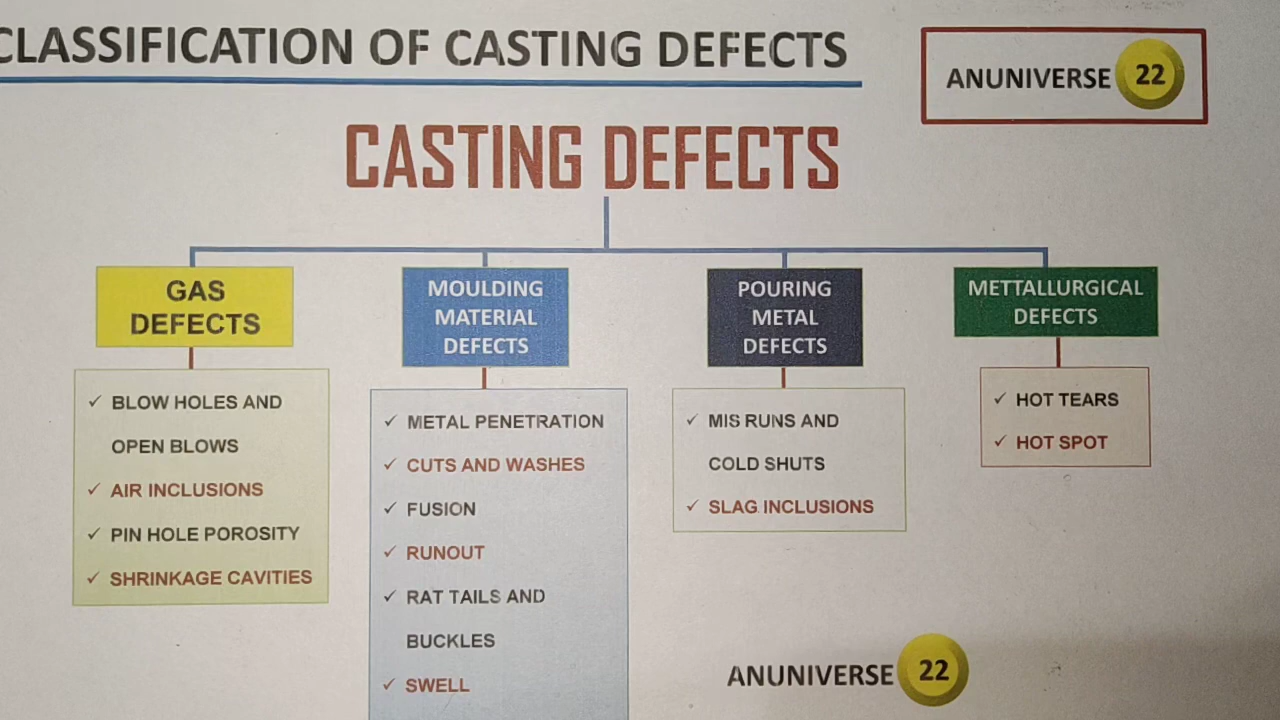 CLASSIFICATION OF CASTING DEFECTS
ANUNIVERSE 22
CASTING DEFECTS
GAS
DEFECTS
✓ BLOW HOLES AND
OPEN BLOWS
✓ AIR INCLUSIONS
✓ PIN HOLE POROSITY
✓ SHRINKAGE CAVITIES
MOULDING
MATERIAL
DEFECTS
✓ METAL PENETRATION
✓ CUTS AND WASHES
✓ FUSION
✓ RUNOUT
✓ RAT TAILS AND
BUCKLES
✓ SWELL
POURING
METAL
DEFECTS
✓ MIS RUNS AND
COLD SHUTS
✓ SLAG INCLUSIONS
METTALLURGICAL
DEFECTS
✓ HOT TEARS
✓ HOT SPOT
ANUNIVERSE 22